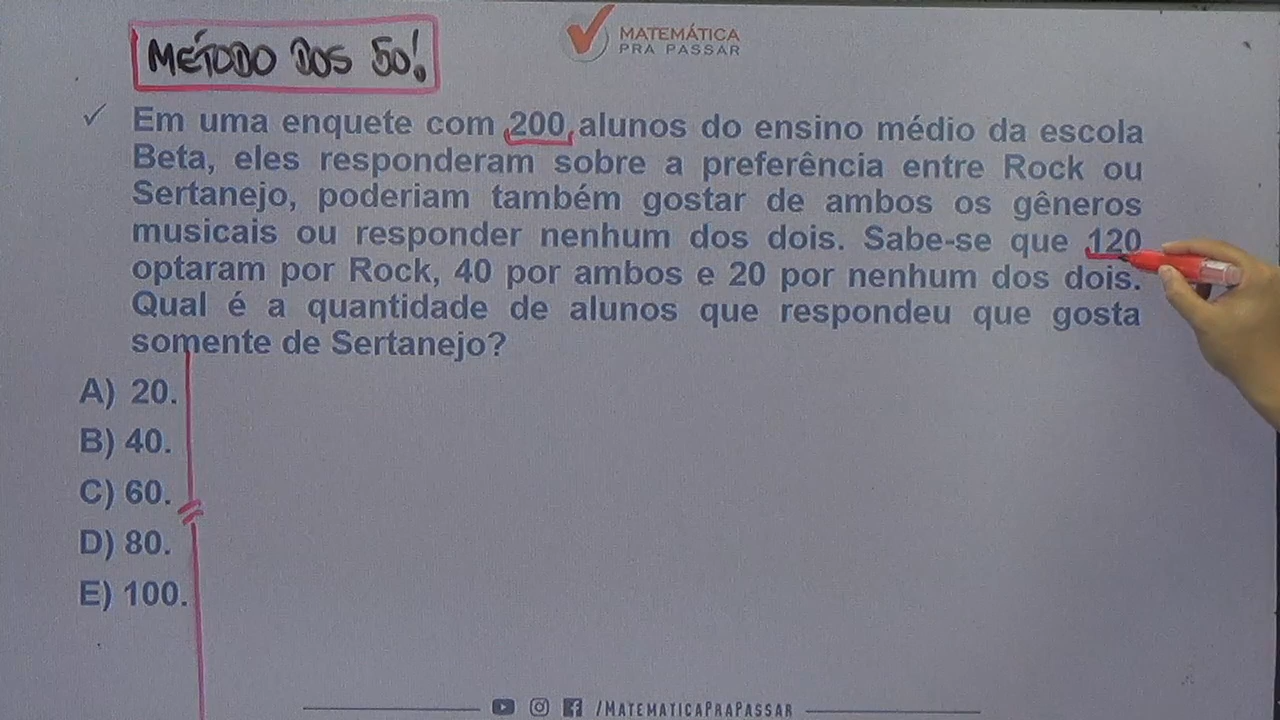 MÉTODO DOS 50!
MATEMÁTICA
PRA PASSAR
Em uma enquete com 200 alunos do ensino médio da escola
Beta, eles responderam sobre a preferência entre Rock ou
Sertanejo, poderiam também gostar de ambos os gêneros
musicais ou responder nenhum dos dois. Sabe-se que 120
optaram por Rock, 40 por ambos e 20 por nenhum dos dois.
Qual é a quantidade de alunos que respondeu que gosta
somente de Sertanejo?
A) 20.
B) 40.
C) 60.
D) 80.
E) 100.
/MATEMATICAPRAPASSAR